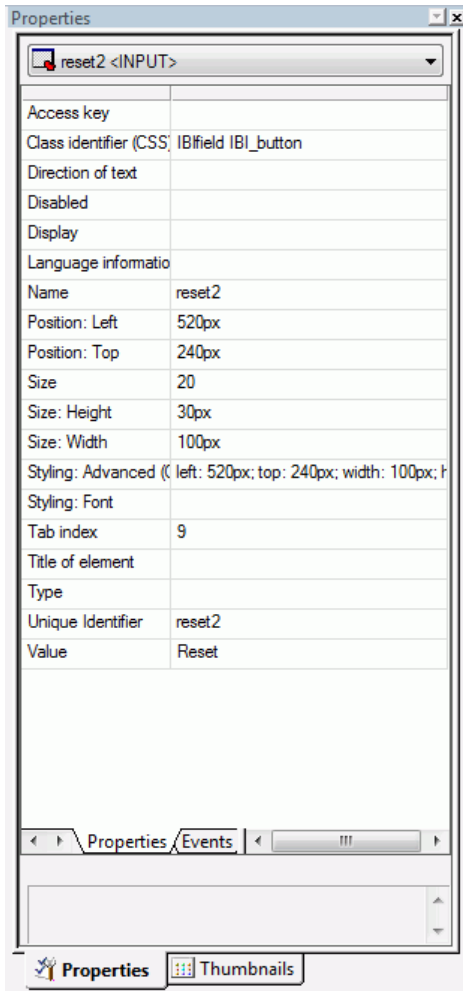 Properties
reset2 <INPUT>
Access key
Class identifier (CSS) IBIfield IBI_button
Direction of text
Disabled
Display
Language informatio
Name reset2
Position: Left 520px
Position: Top 240px
Size 20
Size: Height 30px
Size: Width 100px
Styling: Advanced (C left: 520px; top: 240px; width: 100px; h
Styling: Font
Tab index 9
Title of element
Type
Unique Identifier reset2
Value Reset
Properties Events
Properties Thumbnails